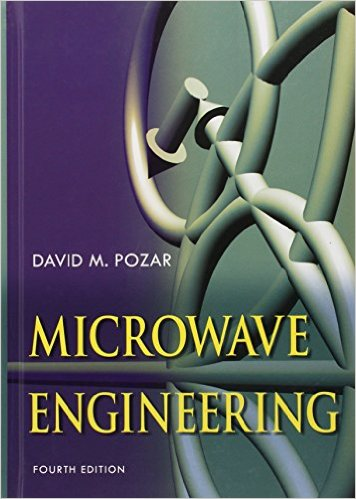 DAVID M. POZAR
MICROWAVE
ENGINEERING
FOURTH EDITION